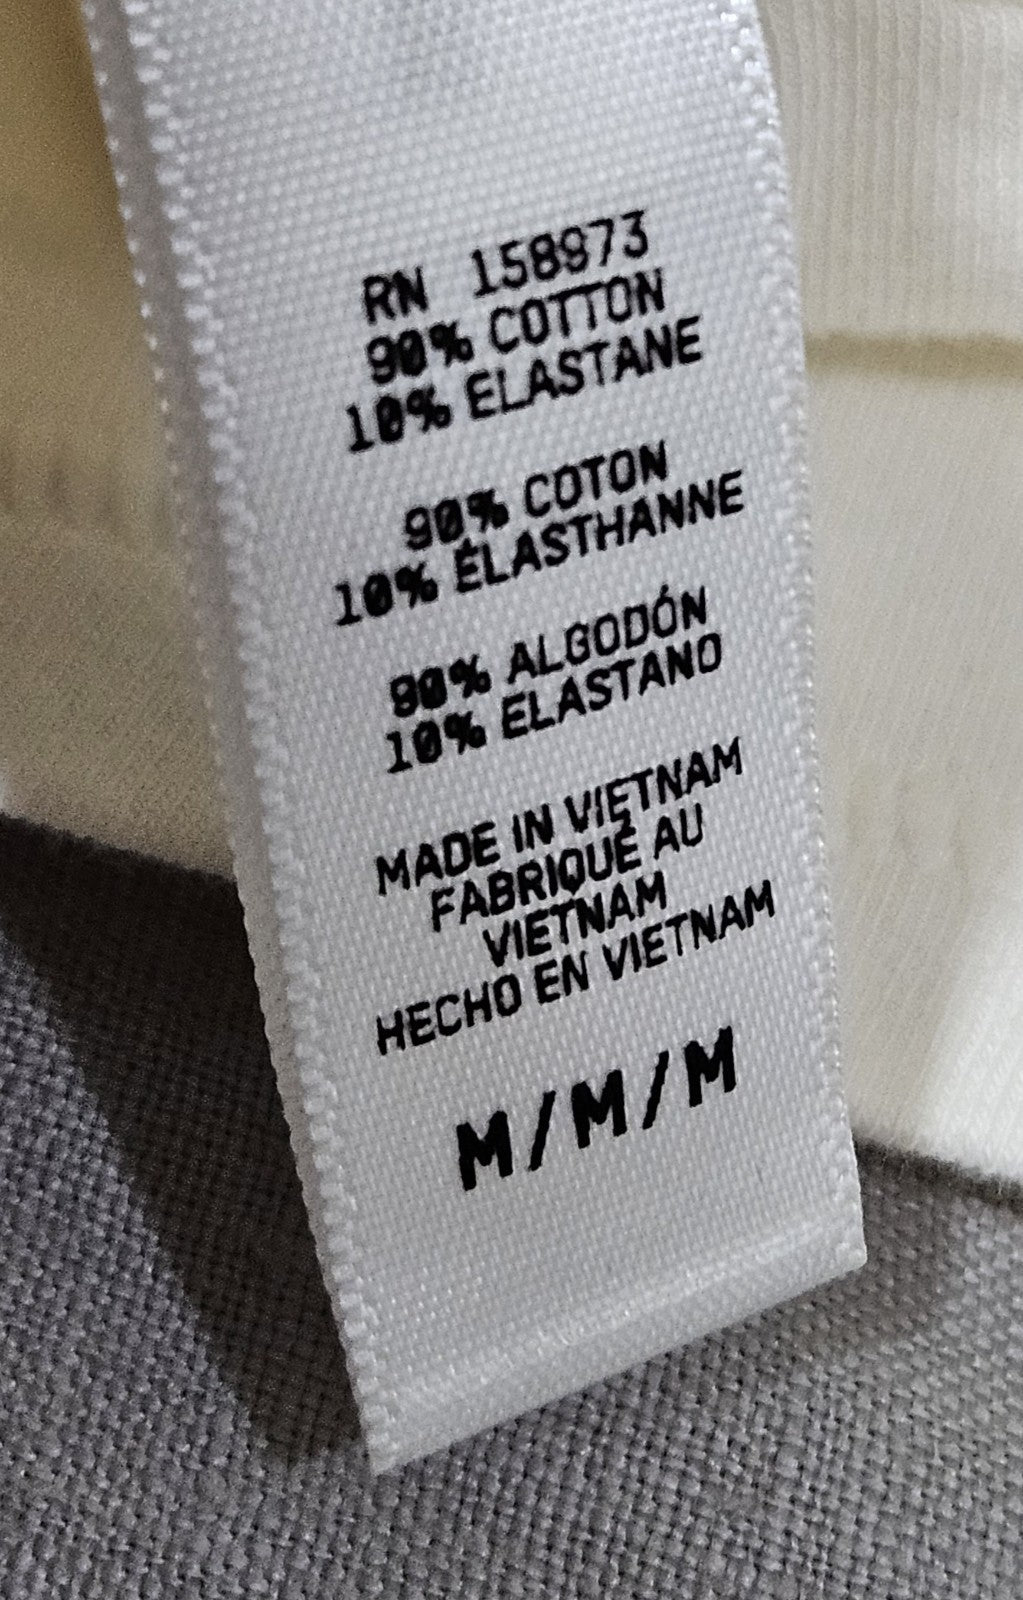 RN 158973
90% COTTON
10% ELASTANE
90% COTON
10% ÉLASTHANNE
90% ALGODÓN
10% ELASTANO
MADE IN VIETNAM
FABRIQUÉ AU
VIETNAM
HECHO EN VIETNAM
M/M/M